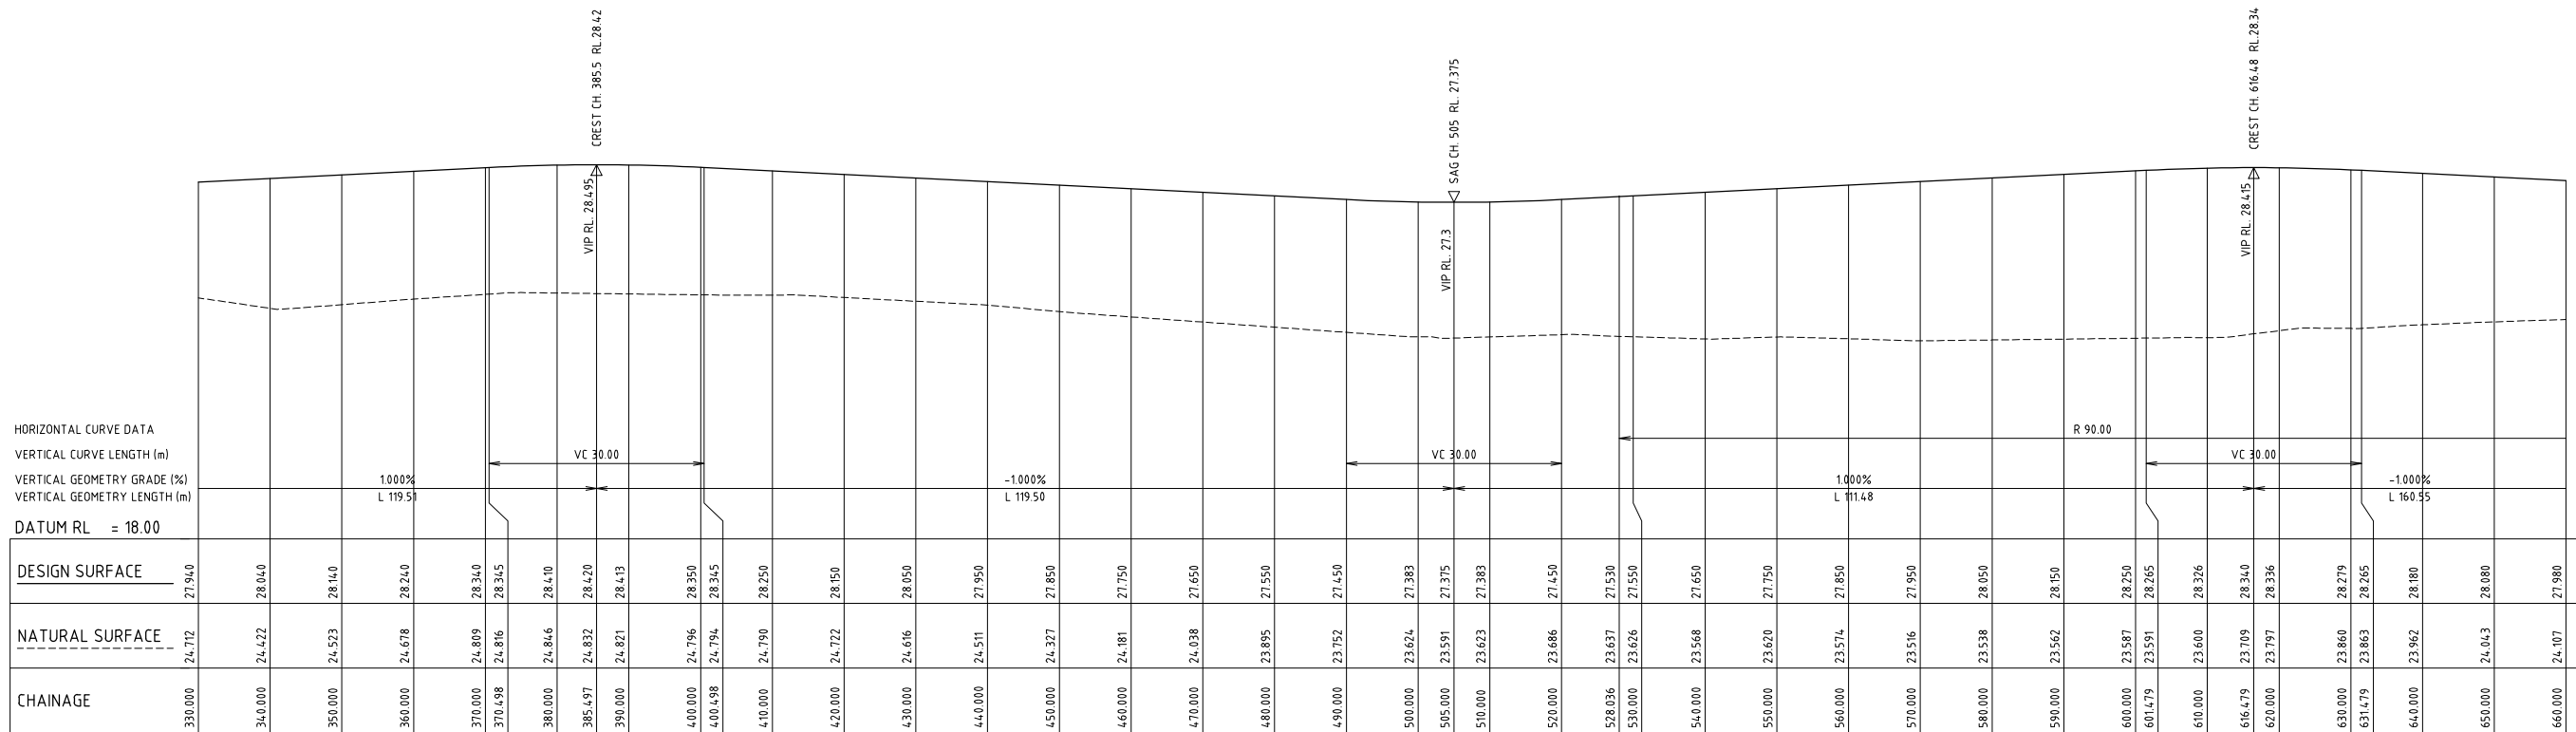 CREST CH. 385.5 RL.28.42
SAG CH. 505 RL. 27.375
CREST CH. 616.48 RL.28.34
VIP RL. 28.495
VIP RL. 27.3
VIP RL. 28.415
HORIZONTAL CURVE DATA R 90.00
VERTICAL CURVE LENGTH (m) VC 30.00 VC 30.00 VC 30.00
VERTICAL GEOMETRY GRADE (%) 1.000% -1.000% 1.000% -1.000%
VERTICAL GEOMETRY LENGTH (m) L 119.51 L 119.50 L 111.48 L 160.55
DATUM RL = 18.00
DESIGN SURFACE 27.940 28.040 28.140 28.240 28.340 28.345 28.410 28.420 28.413 28.350 28.345 28.250 28.150 28.050 27.950 27.850 27.750 27.650 27.550 27.450 27.383 27.375 27.383 27.450 27.530 27.550 27.650 27.750 27.850 27.950 28.050 28.150 28.250 28.265 28.326 28.340 28.336 28.279 28.265 28.180 28.080 27.980
NATURAL SURFACE 24.712 24.422 24.523 24.678 24.809 24.816 24.846 24.832 24.821 24.796 24.794 24.790 24.722 24.616 24.511 24.327 24.181 24.038 23.895 23.752 23.624 23.591 23.623 23.686 23.637 23.626 23.568 23.620 23.574 23.516 23.538 23.562 23.587 23.591 23.600 23.709 23.797 23.860 23.863 23.962 24.043 24.107
CHAINAGE 330.000 340.000 350.000 360.000 370.000 370.498 380.000 385.497 390.000 400.000 400.498 410.000 420.000 430.000 440.000 450.000 460.000 470.000 480.000 490.000 500.000 505.000 510.000 520.000 528.036 530.000 540.000 550.000 560.000 570.000 580.000 590.000 600.000 601.479 610.000 616.479 620.000 630.000 631.479 640.000 650.000 660.000